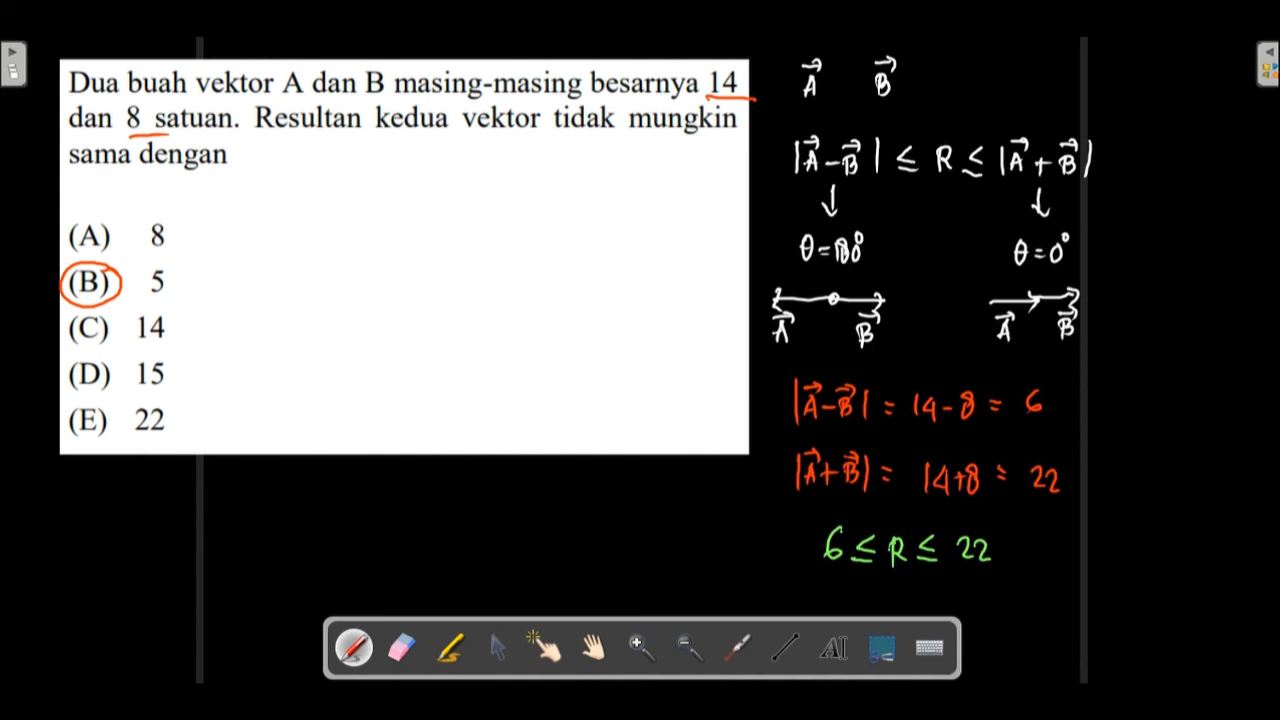 Dua buah vektor A dan B masing-masing besarnya 14
dan 8 satuan. Resultan kedua vektor tidak mungkin
sama dengan
(A) 8
(B) 5
(C) 14
(D) 15
(E) 22
A⃗ B⃗
|A⃗ − B⃗| ≤ R ≤ |A⃗ + B⃗|
↓ ↓
θ = 180° θ = 0°
A⃗ B⃗ A⃗ B⃗
|A⃗ − B⃗| = 14 − 8 = 6
|A⃗ + B⃗| = 14 + 8 = 22
6 ≤ R ≤ 22
AI